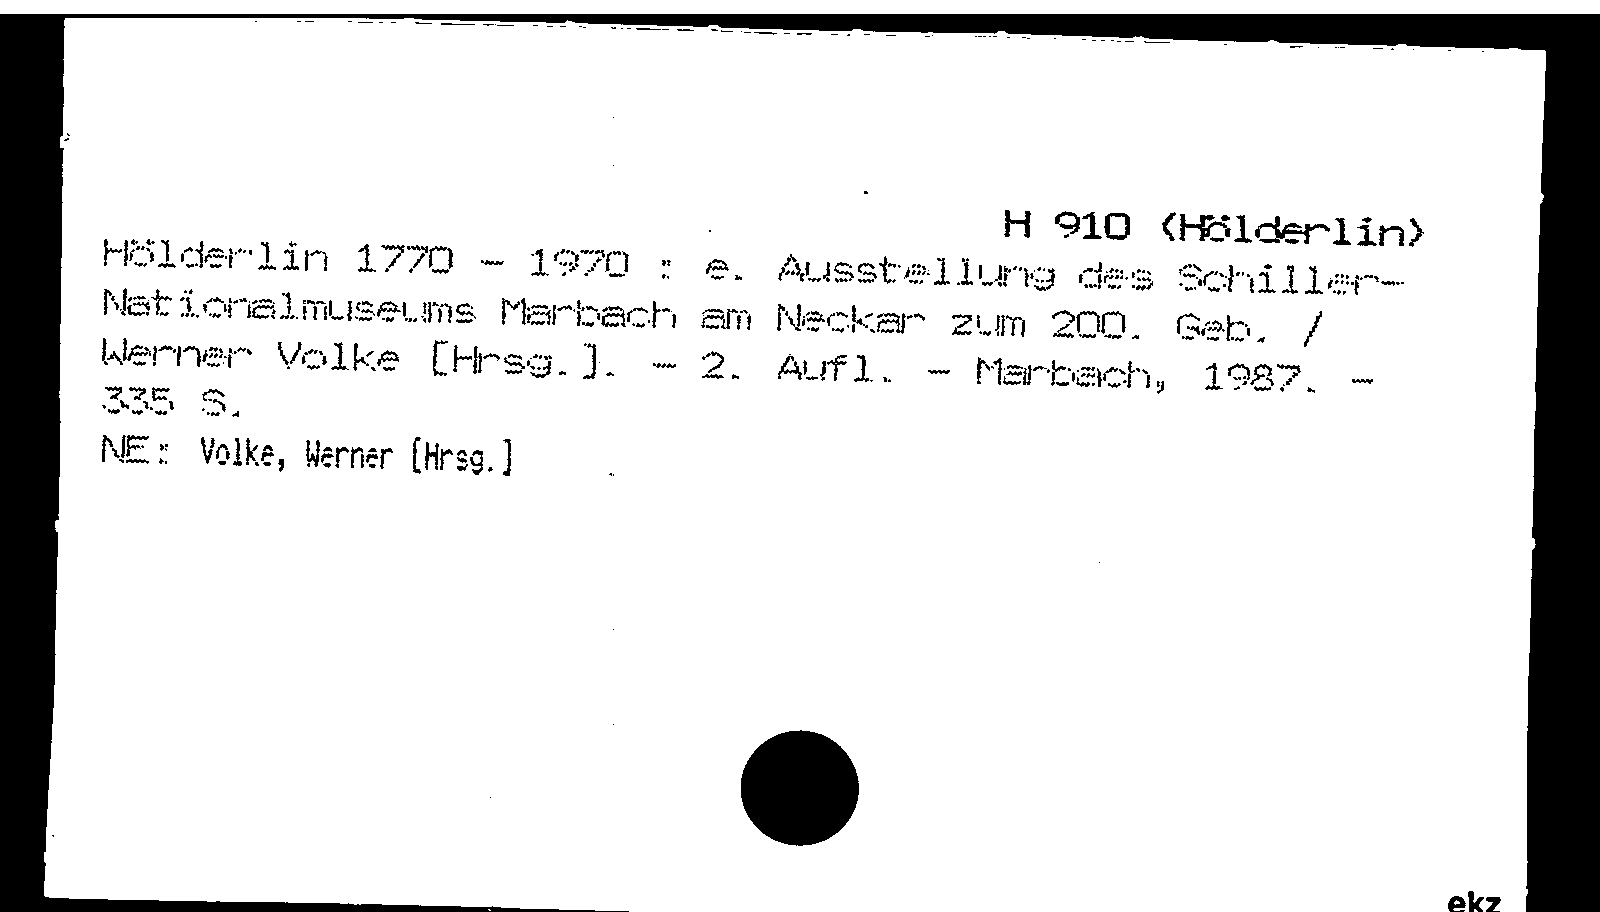 H 910 (Hölderlin)
Hölderlin 1770 - 1970 : e. Ausstellung des Schiller-
Nationalmuseums Marbach am Neckar zum 200. Geb. /
Werner Volke [Hrsg.]. - 2. Aufl. - Marbach, 1987. -
335 S.
NE: Volke, Werner [Hrsg.]
ekz